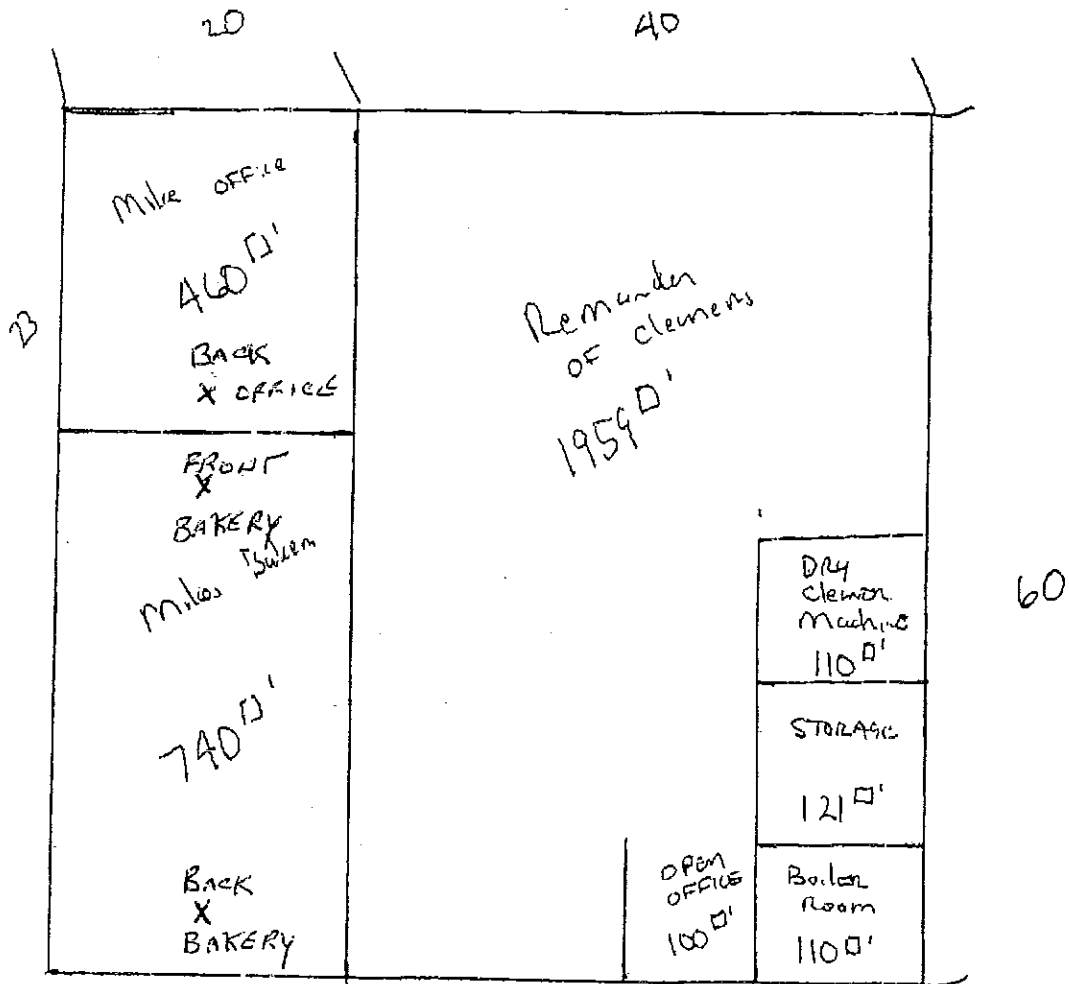 20
40
Mike office
460 □'
BACK
X OFFICE
23
Remainder
of cleaners
1959 □'
FRONT
X
BAKERY
Mikes
740 □'
BACK
X
BAKERY
DRY
Cleaner
Machine
110 □'
60
STORAGE
121 □'
OPEN
OFFICE
100 □'
Boiler
Room
110 □'